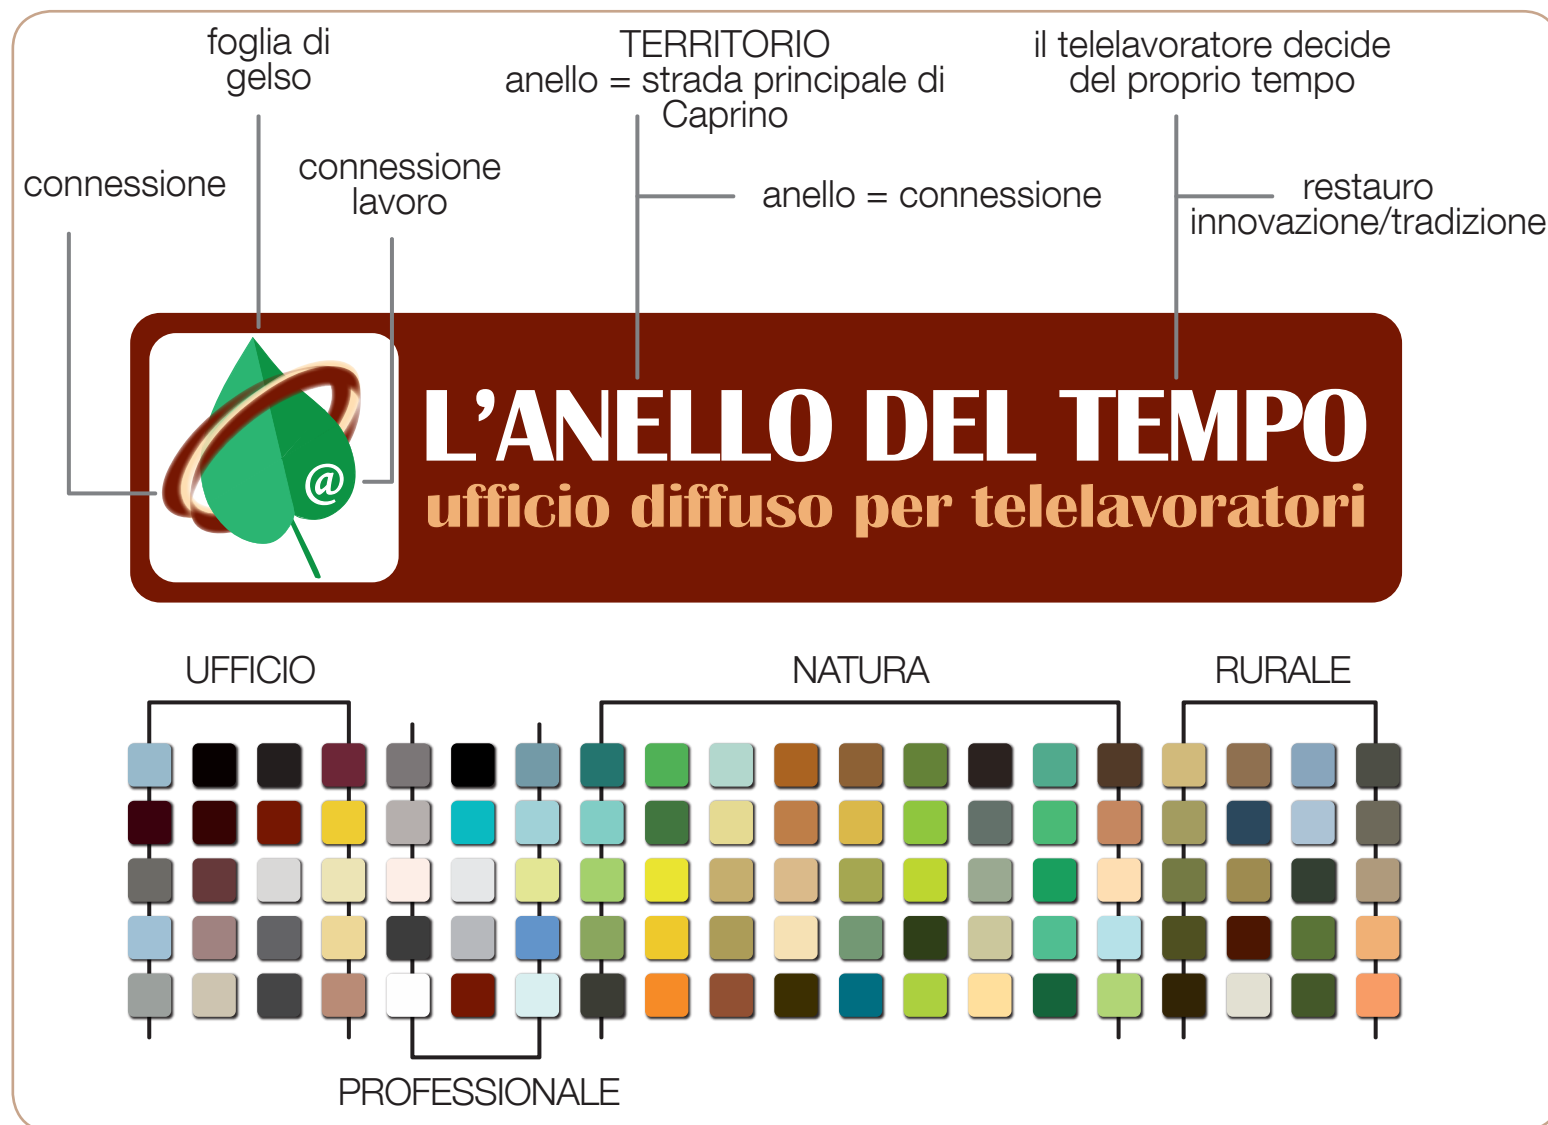 foglia di
gelso
TERRITORIO
anello = strada principale di
Caprino
il telelavoratore decide
del proprio tempo
connessione
connessione
lavoro
anello = connessione
restauro
innovazione/tradizione
@
L’ANELLO DEL TEMPO
ufficio diffuso per telelavoratori
UFFICIO
NATURA
RURALE
PROFESSIONALE